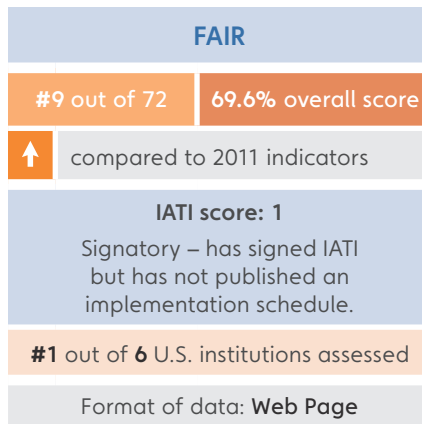 FAIR
#9 out of 72
69.6% overall score
compared to 2011 indicators
IATI score: 1
Signatory – has signed IATI
but has not published an
implementation schedule.
#1 out of 6 U.S. institutions assessed
Format of data: Web Page